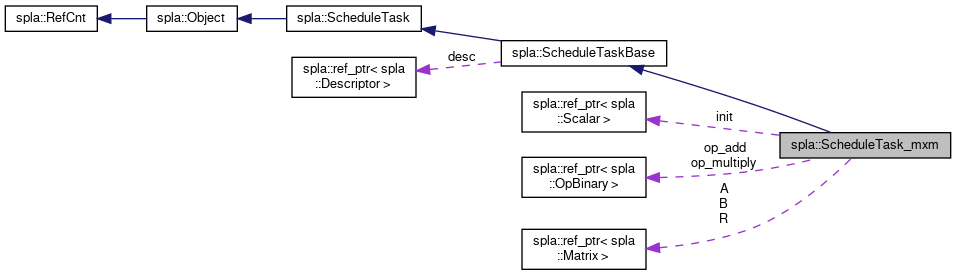 spla::RefCnt
spla::Object
spla::ScheduleTask
spla::ScheduleTaskBase
desc
spla::ref_ptr< spla
::Descriptor >
spla::ref_ptr< spla
::Scalar >
init
spla::ScheduleTask_mxm
op_add
op_multiply
spla::ref_ptr< spla
::OpBinary >
A
B
R
spla::ref_ptr< spla
::Matrix >